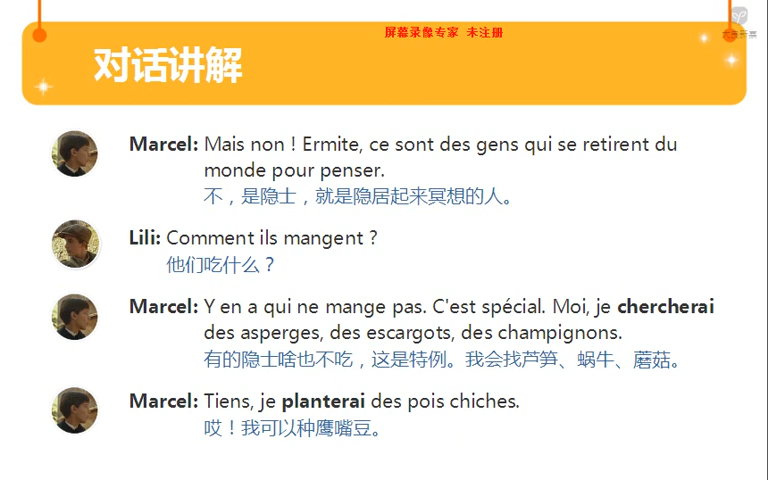 屏幕录像专家 未注册
对话讲解
Marcel: Mais non ! Ermite, ce sont des gens qui se retirent du
monde pour penser.
不，是隐士，就是隐居起来冥想的人。
Lili: Comment ils mangent ?
他们吃什么？
Marcel: Y en a qui ne mange pas. C'est spécial. Moi, je chercherai
des asperges, des escargots, des champignons.
有的隐士啥也不吃，这是特例。我会找芦笋、蜗牛、蘑菇。
Marcel: Tiens, je planterai des pois chiches.
哎！我可以种鹰嘴豆。